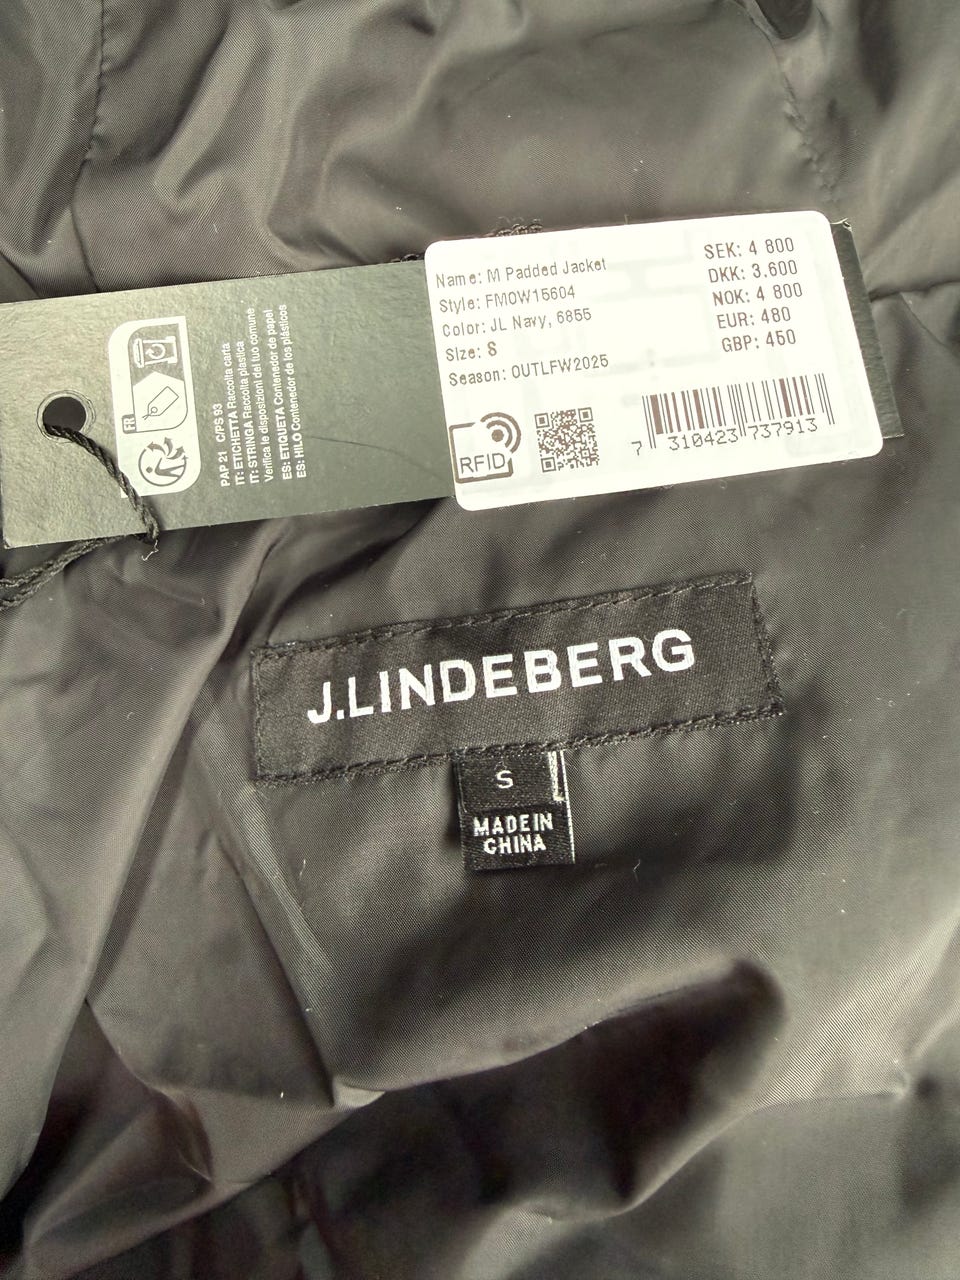 FR
PAP 21 C/PS 93
IT: ETICHETTA Raccolta carta
IT: STRINGA Raccolta plastica
Verifica le disposizioni del tuo comune
ES: ETIQUETA Contenedor de papel
ES: HILO Contenedor de los plásticos
Name: M Padded Jacket
Style: FMOW15604
Color: JL Navy, 6855
Size: S
Season: OUTLFW2025
SEK: 4 800
DKK: 3.600
NOK: 4 800
EUR: 480
GBP: 450
RFID
7 310423 737913
J.LINDEBERG
S
MADE IN
CHINA